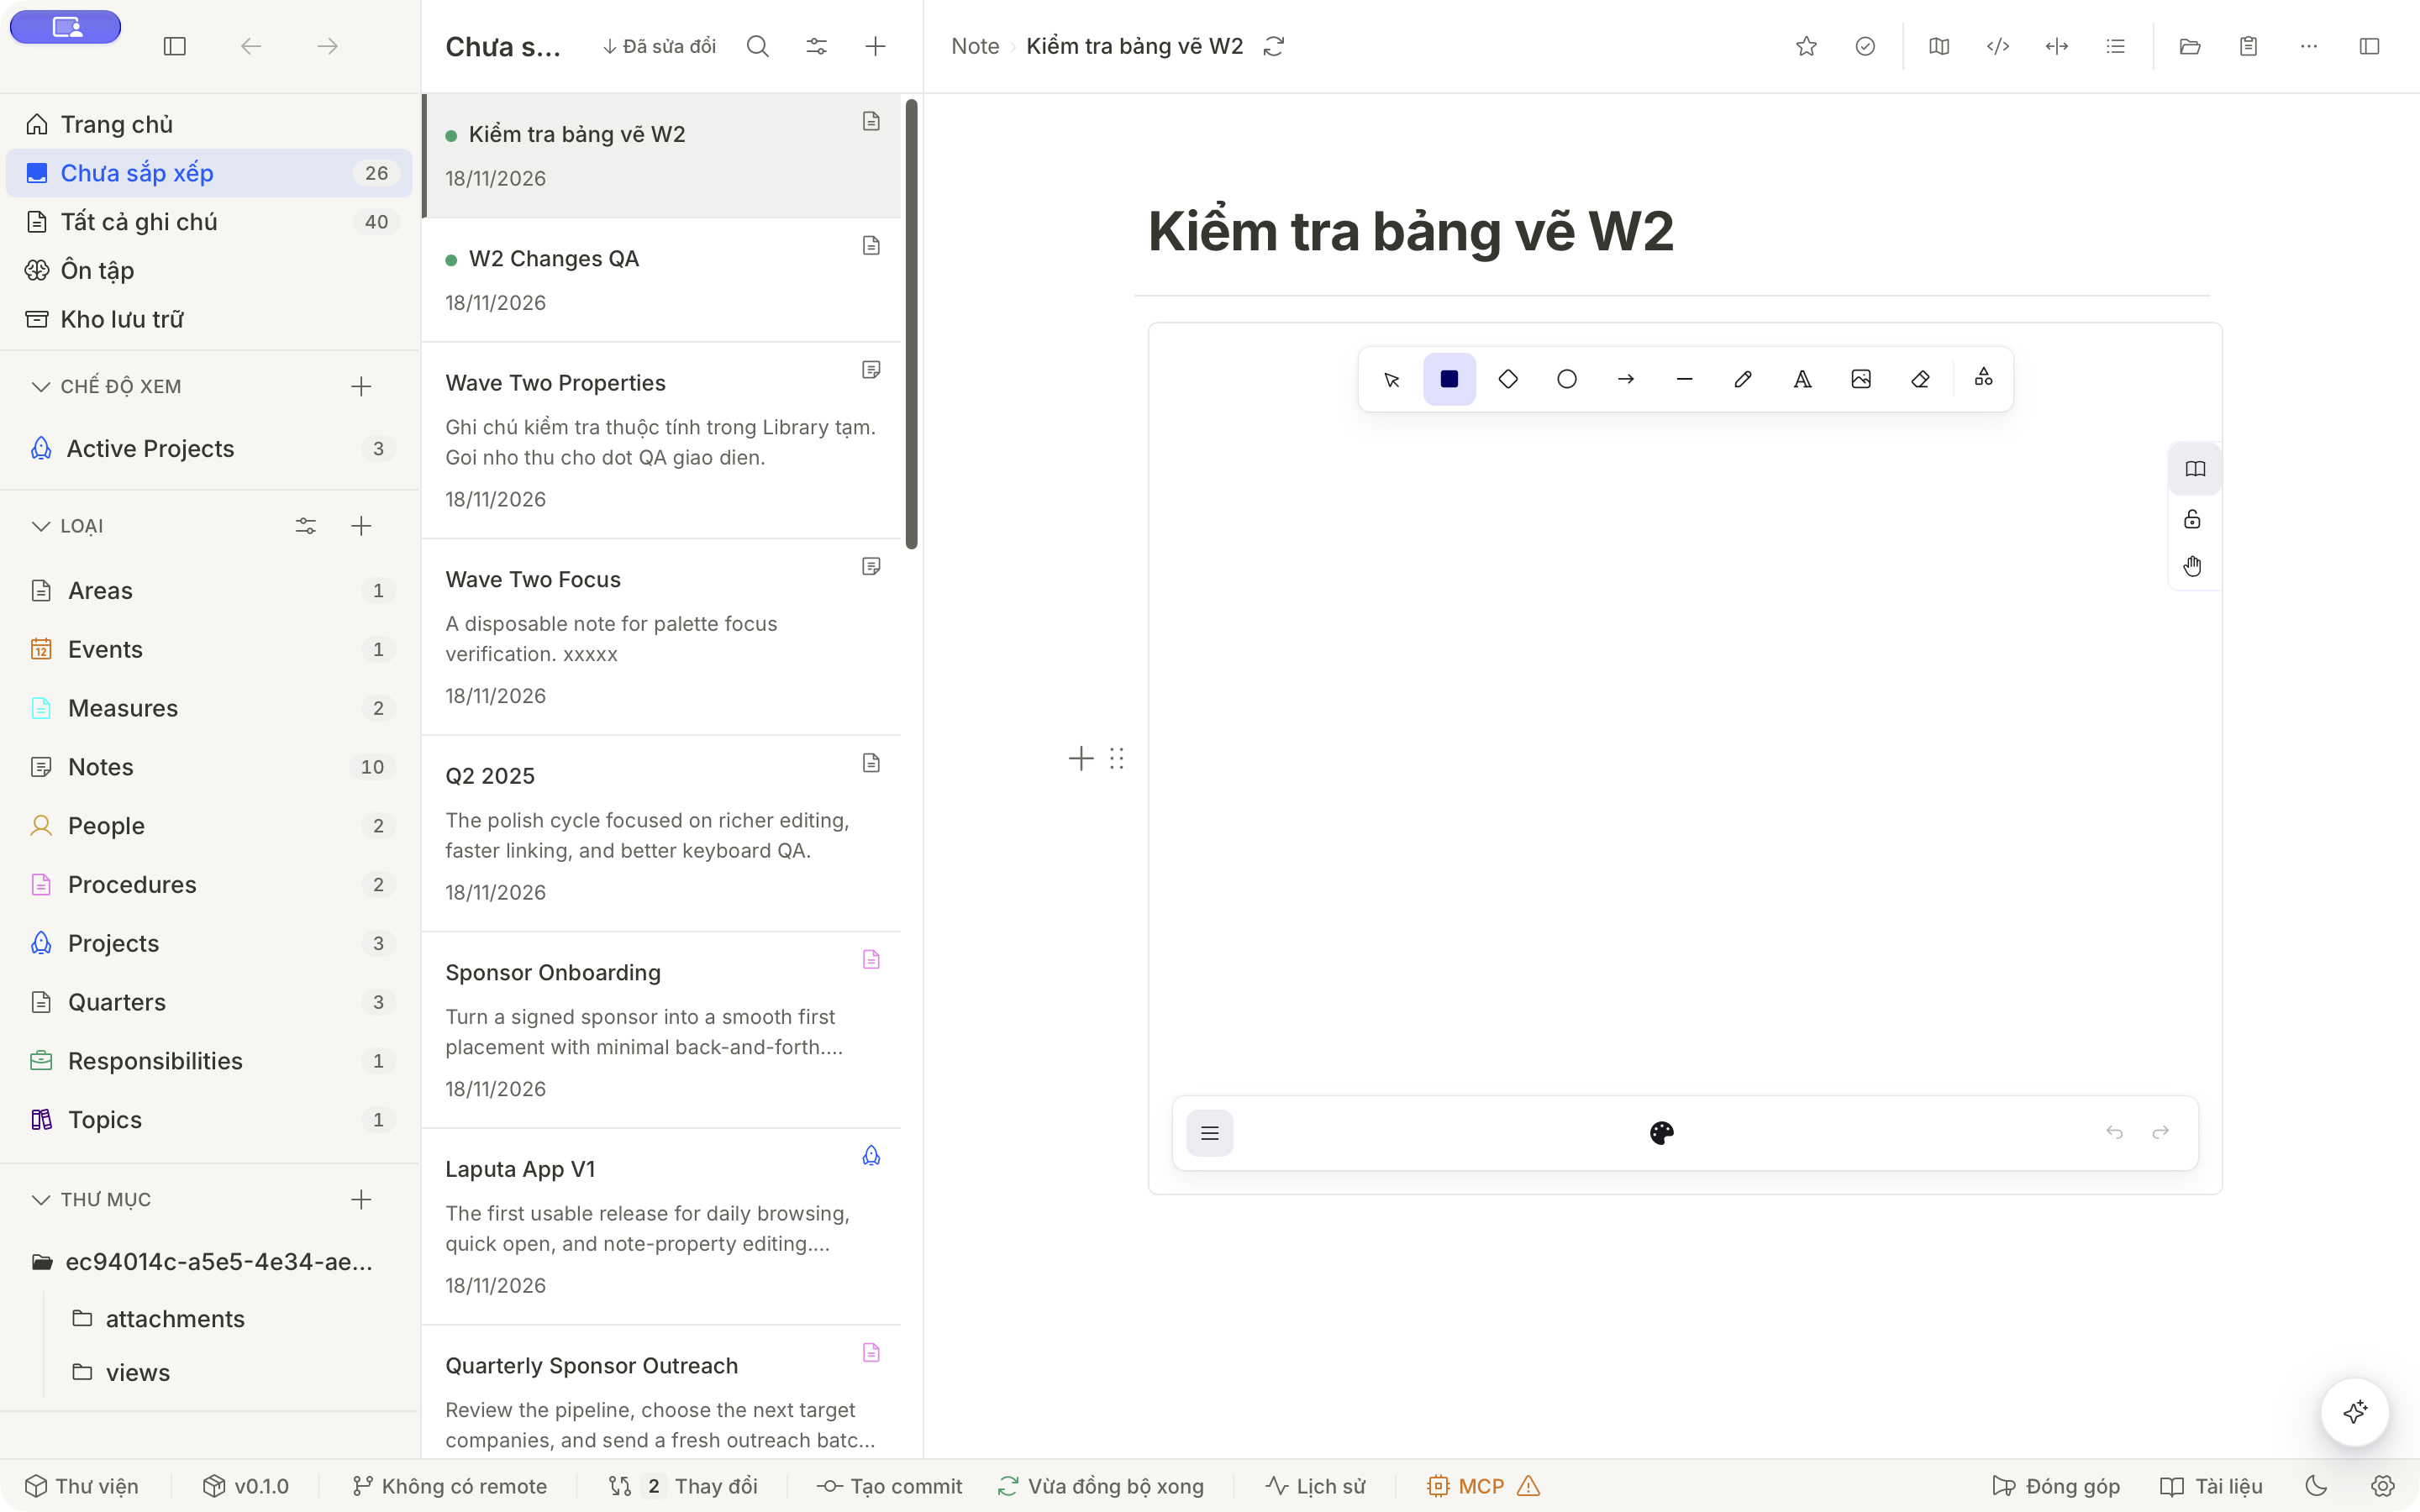 Chưa s...
Đã sửa đổi
Note
Kiểm tra bảng vẽ W2
Trang chủ
Chưa sắp xếp
26
Tất cả ghi chú
40
Ôn tập
Kho lưu trữ
CHẾ ĐỘ XEM
Active Projects
3
LOẠI
Areas
1
Events
1
Measures
2
Notes
10
People
2
Procedures
2
Projects
3
Quarters
3
Responsibilities
1
Topics
1
THƯ MỤC
ec94014c-a5e5-4e34-ae...
attachments
views
Kiểm tra bảng vẽ W2
18/11/2026
W2 Changes QA
18/11/2026
Wave Two Properties
Ghi chú kiểm tra thuộc tính trong Library tạm.
Goi nho thu cho dot QA giao dien.
18/11/2026
Wave Two Focus
A disposable note for palette focus
verification. xxxxx
18/11/2026
Q2 2025
The polish cycle focused on richer editing,
faster linking, and better keyboard QA.
18/11/2026
Sponsor Onboarding
Turn a signed sponsor into a smooth first
placement with minimal back-and-forth....
18/11/2026
Laputa App V1
The first usable release for daily browsing,
quick open, and note-property editing....
18/11/2026
Quarterly Sponsor Outreach
Review the pipeline, choose the next target
companies, and send a fresh outreach batc...
Kiểm tra bảng vẽ W2
Thư viện
v0.1.0
Không có remote
2 Thay đổi
Tạo commit
Vừa đồng bộ xong
Lịch sử
MCP
Đóng góp
Tài liệu